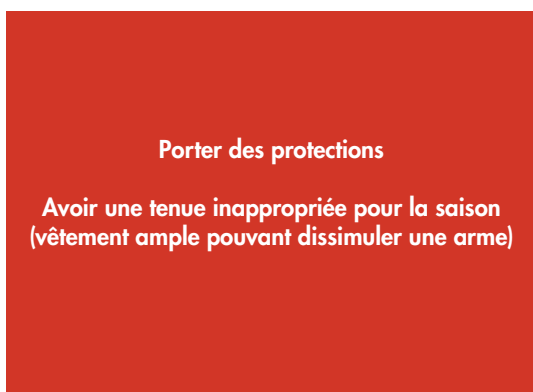 Porter des protections
Avoir une tenue inappropriée pour la saison
(vêtement ample pouvant dissimuler une arme)